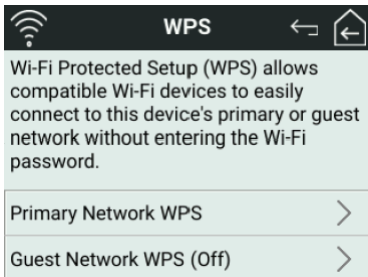 WPS
Wi-Fi Protected Setup (WPS) allows
compatible Wi-Fi devices to easily
connect to this device's primary or guest
network without entering the Wi-Fi
password.
Primary Network WPS
Guest Network WPS (Off)